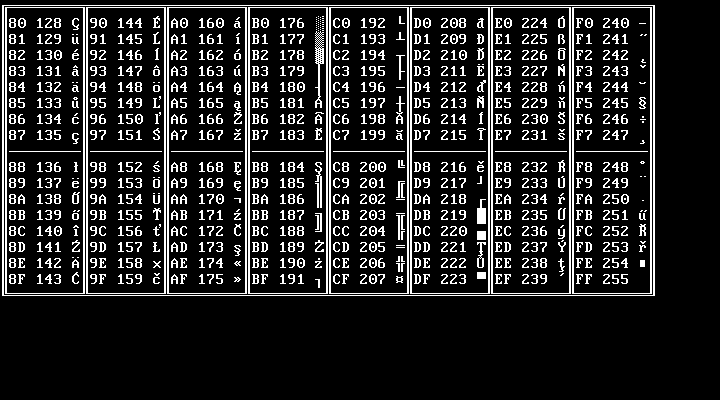 80 128 Ç 90 144 É A0 160 á B0 176 ░ C0 192 └ D0 208 đ E0 224 Ó F0 240 -
81 129 ü 91 145 Ĺ A1 161 í B1 177 ▒ C1 193 ┴ D1 209 Đ E1 225 ß F1 241 ˝
82 130 é 92 146 ĺ A2 162 ó B2 178 ▓ C2 194 ┬ D2 210 Ď E2 226 Ô F2 242 ˛
83 131 â 93 147 ô A3 163 ú B3 179 │ C3 195 ├ D3 211 Ë E3 227 Ń F3 243 ˇ
84 132 ä 94 148 ö A4 164 Ą B4 180 ┤ C4 196 ─ D4 212 ď E4 228 ń F4 244 ˘
85 133 ů 95 149 Ľ A5 165 ą B5 181 Á C5 197 ┼ D5 213 Ň E5 229 ň F5 245 §
86 134 ć 96 150 ľ A6 166 Ž B6 182 Â C6 198 Ă D6 214 Í E6 230 Š F6 246 ÷
87 135 ç 97 151 Ś A7 167 ž B7 183 Ě C7 199 ă D7 215 Î E7 231 š F7 247 ¸
88 136 ł 98 152 ś A8 168 Ę B8 184 Ş C8 200 ╚ D8 216 ě E8 232 Ŕ F8 248 °
89 137 ë 99 153 Ö A9 169 ę B9 185 ╣ C9 201 ╔ D9 217 ┘ E9 233 Ú F9 249 ¨
8A 138 Ő 9A 154 Ü AA 170 ¬ BA 186 ║ CA 202 ╩ DA 218 ┌ EA 234 ŕ FA 250 ˙
8B 139 ő 9B 155 Ť AB 171 ź BB 187 ╗ CB 203 ╦ DB 219 █ EB 235 Ű FB 251 ű
8C 140 î 9C 156 ť AC 172 Č BC 188 ╝ CC 204 ╠ DC 220 ▄ EC 236 ý FC 252 Ř
8D 141 Ź 9D 157 Ł AD 173 ş BD 189 Ż CD 205 ═ DD 221 Ţ ED 237 Ý FD 253 ř
8E 142 Ä 9E 158 × AE 174 « BE 190 ż CE 206 ╬ DE 222 Ů EE 238 ţ FE 254 ■
8F 143 Ć 9F 159 č AF 175 » BF 191 ┐ CF 207 ¤ DF 223 ▀ EF 239 ´ FF 255